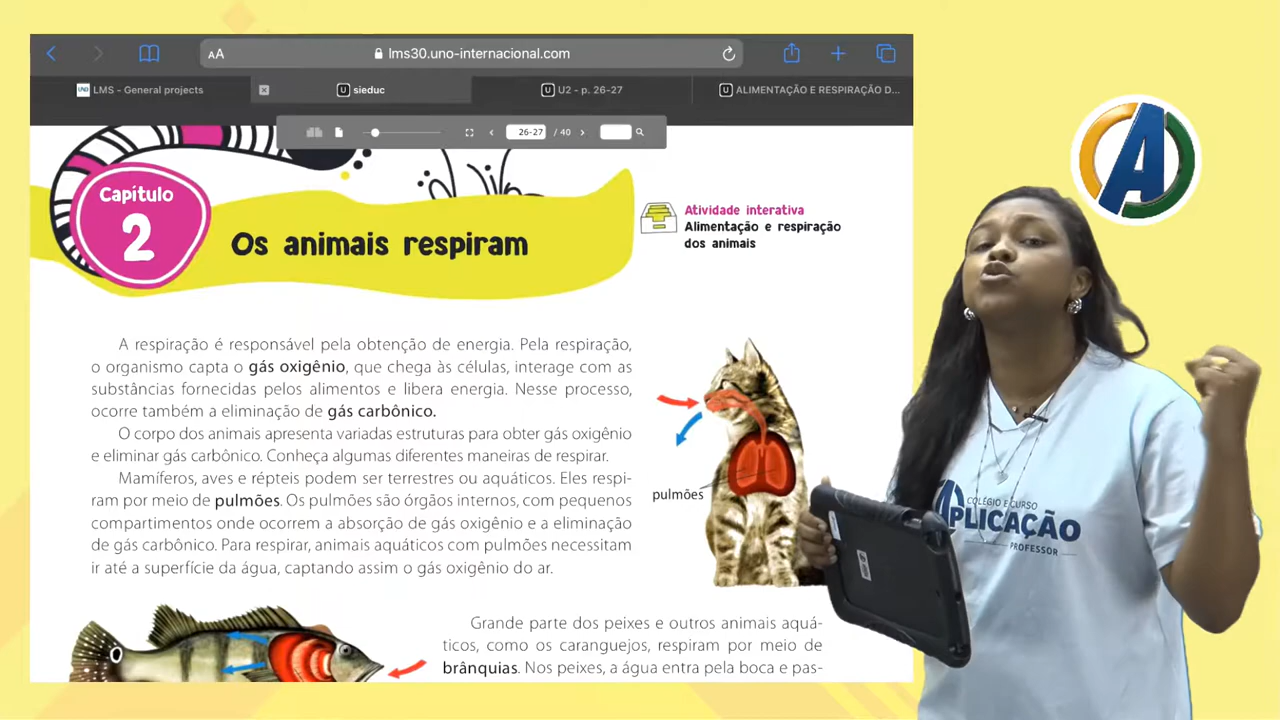 AA
lms30.uno-internacional.com
UNO LMS - General projects
U sieduc
U U2 - p. 26-27
U ALIMENTAÇÃO E RESPIRAÇÃO D...
26-27 / 40
Capítulo
2
Os animais respiram
Atividade interativa
Alimentação e respiração
dos animais
A respiração é responsável pela obtenção de energia. Pela respiração,
o organismo capta o gás oxigênio, que chega às células, interage com as
substâncias fornecidas pelos alimentos e libera energia. Nesse processo,
ocorre também a eliminação de gás carbônico.
O corpo dos animais apresenta variadas estruturas para obter gás oxigênio
e eliminar gás carbônico. Conheça algumas diferentes maneiras de respirar.
Mamíferos, aves e répteis podem ser terrestres ou aquáticos. Eles respi-
ram por meio de pulmões. Os pulmões são órgãos internos, com pequenos
compartimentos onde ocorrem a absorção de gás oxigênio e a eliminação
de gás carbônico. Para respirar, animais aquáticos com pulmões necessitam
ir até a superfície da água, captando assim o gás oxigênio do ar.
pulmões
Grande parte dos peixes e outros animais aquá-
ticos, como os caranguejos, respiram por meio de
brânquias. Nos peixes, a água entra pela boca e pas-
A
COLÉGIO E CURSO
APLICAÇÃO
PROFESSOR